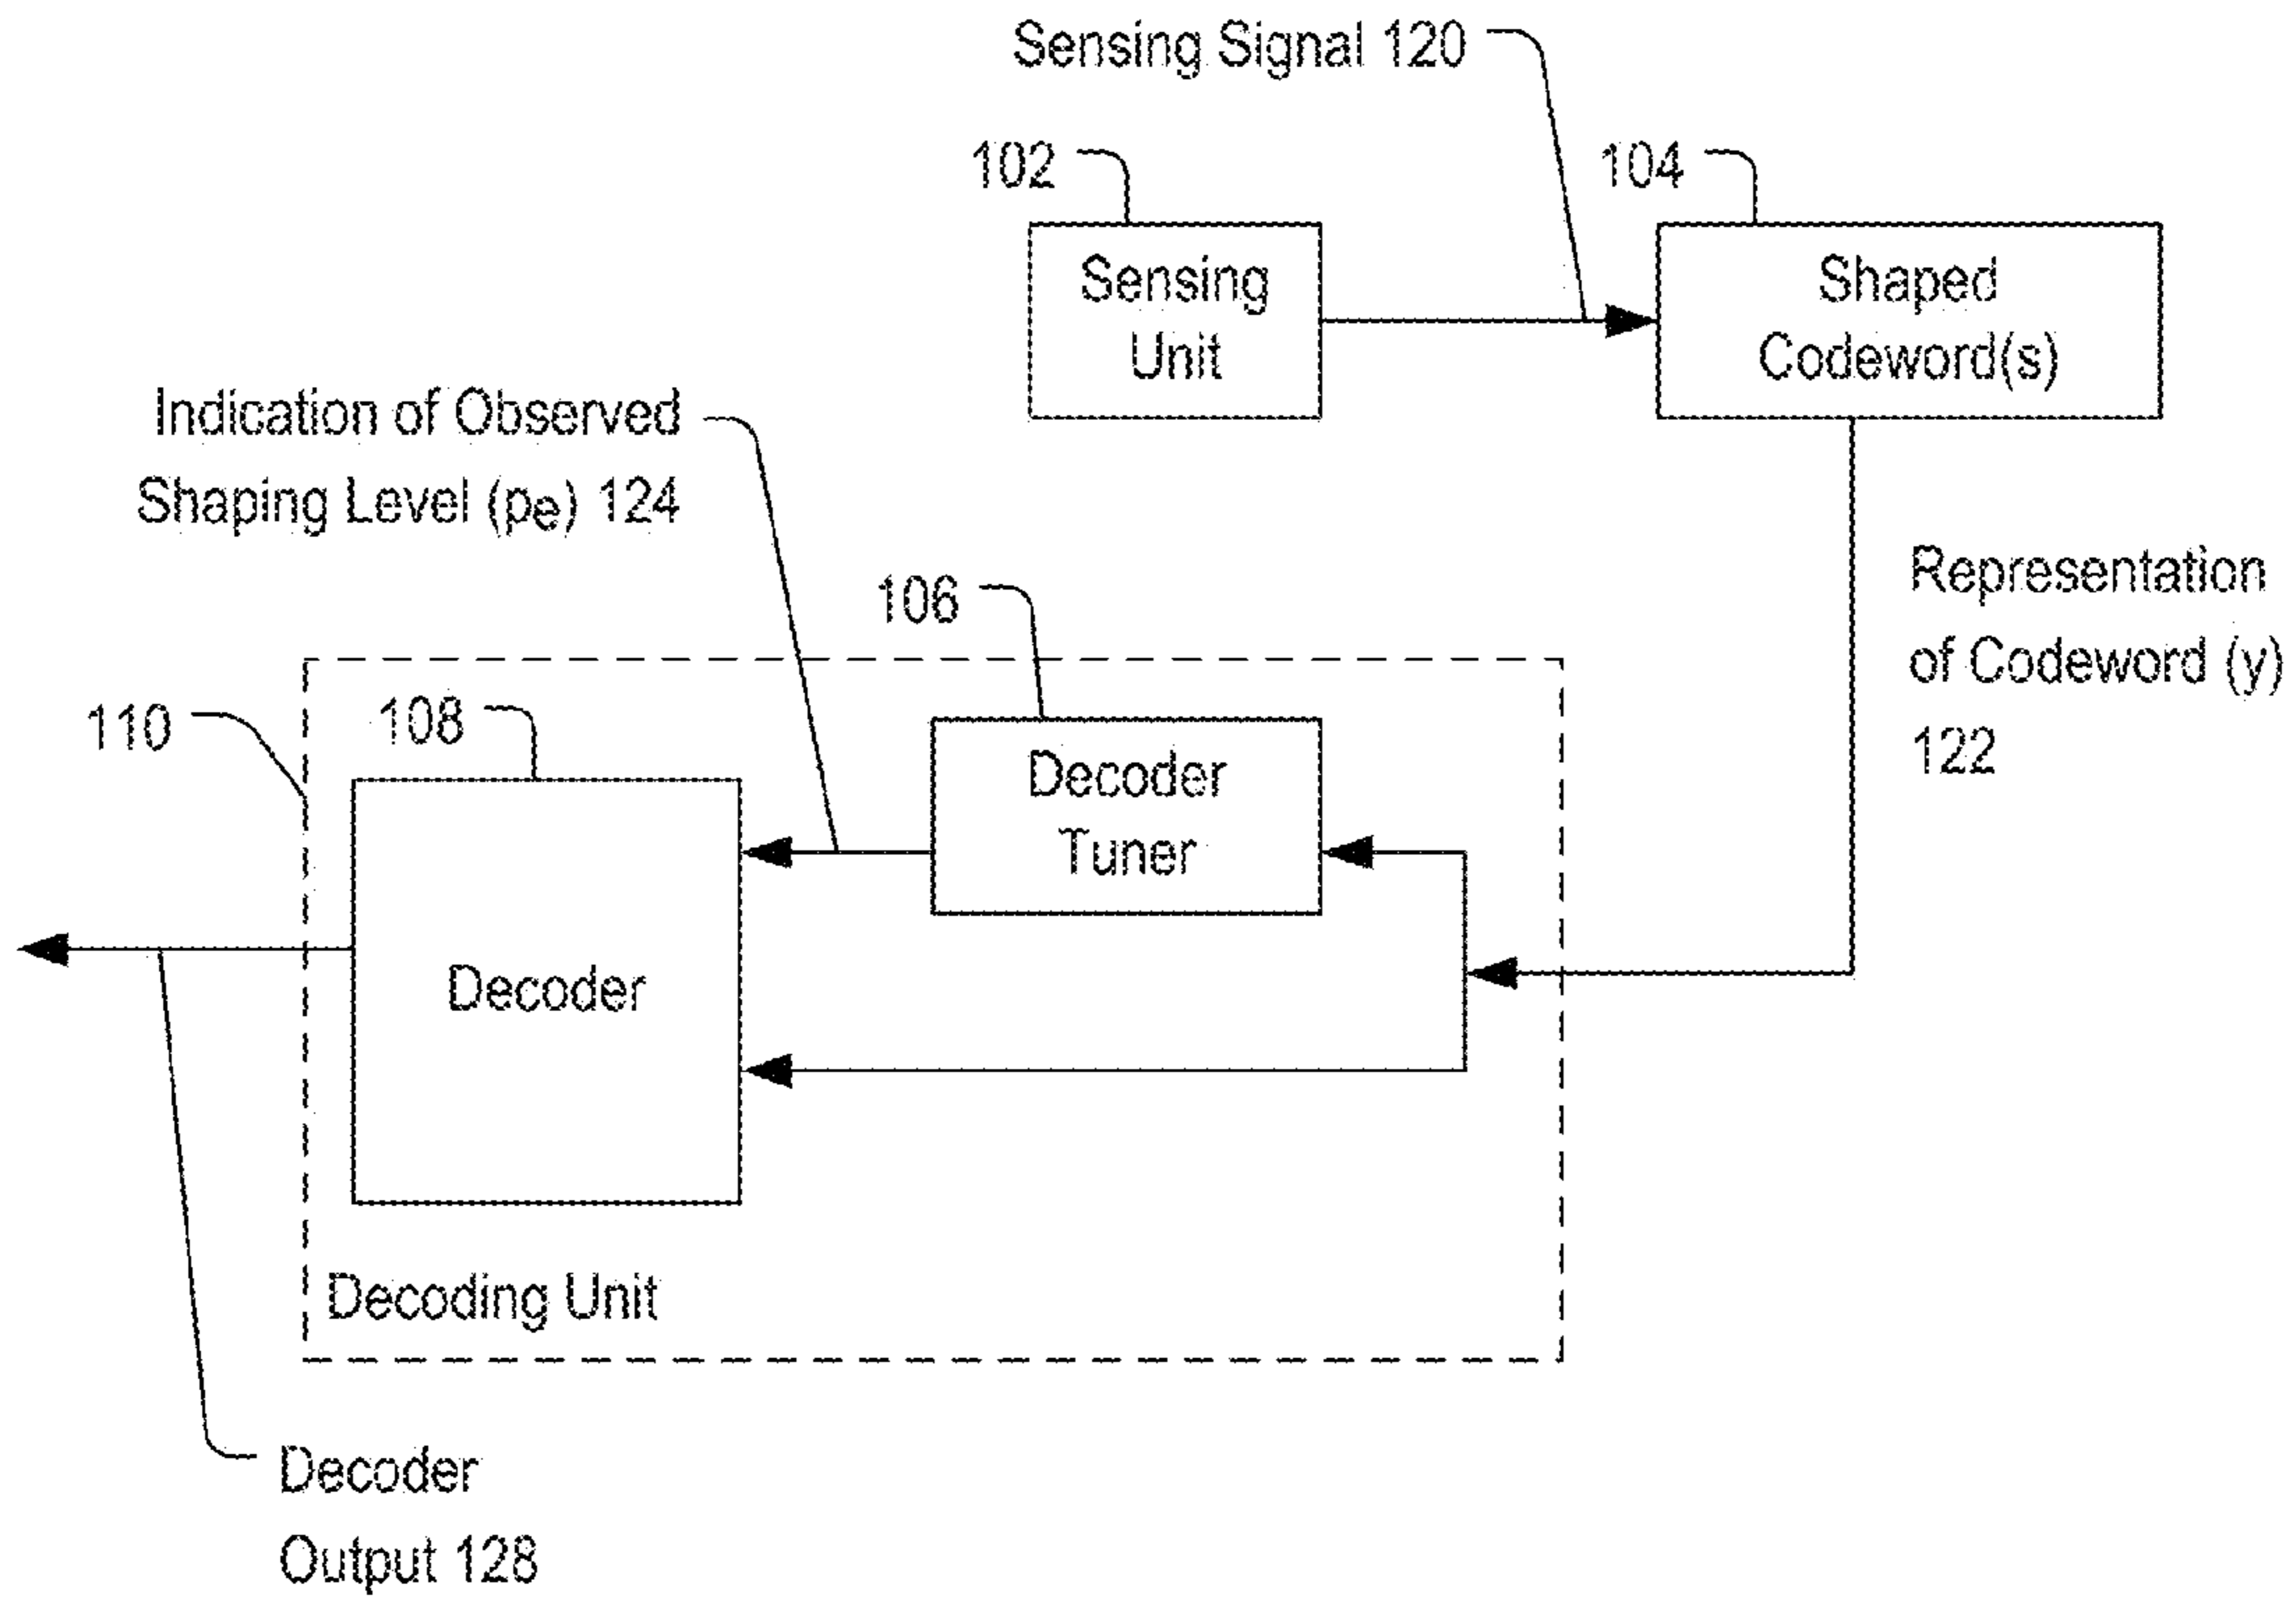 Sensing Signal 120
102
104
Sensing
Unit
Shaped
Codeword(s)
Indication of Observed
Shaping Level (pe) 124
106
Representation
of Codeword (y)
122
110
108
Decoder
Tuner
Decoder
Decoding Unit
Decoder
Output 128